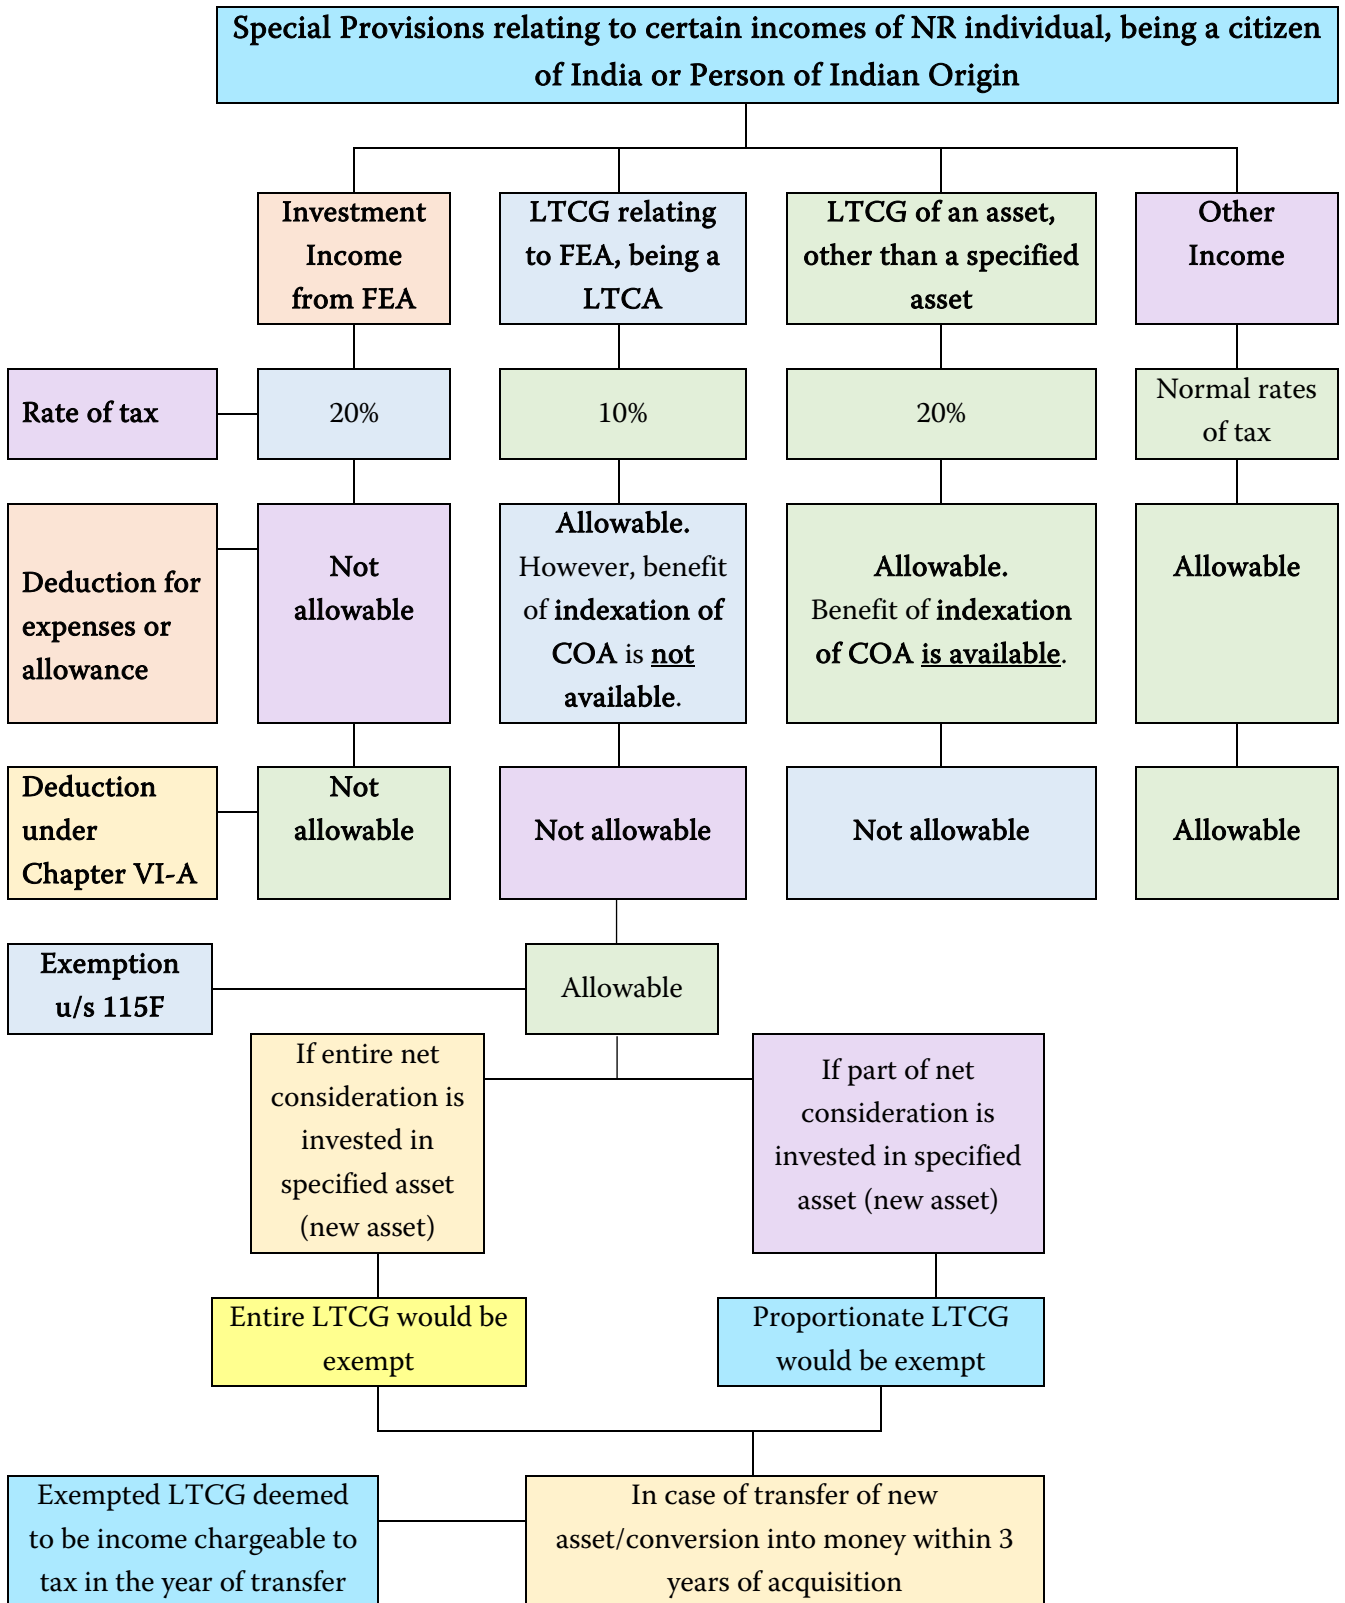 Special Provisions relating to certain incomes of NR individual, being a citizen
of India or Person of Indian Origin
Investment
Income
from FEA
LTCG relating
to FEA, being a
LTCA
LTCG of an asset,
other than a specified
asset
Other
Income
Rate of tax
20%
10%
20%
Normal rates
of tax
Deduction for
expenses or
allowance
Not
allowable
Allowable.
However, benefit
of indexation of
COA is not
available.
Allowable.
Benefit of indexation
of COA is available.
Allowable
Deduction
under
Chapter VI-A
Not
allowable
Not allowable
Not allowable
Allowable
Exemption
u/s 115F
Allowable
If entire net
consideration is
invested in
specified asset
(new asset)
If part of net
consideration is
invested in specified
asset (new asset)
Entire LTCG would be
exempt
Proportionate LTCG
would be exempt
Exempted LTCG deemed
to be income chargeable to
tax in the year of transfer
In case of transfer of new
asset/conversion into money within 3
years of acquisition